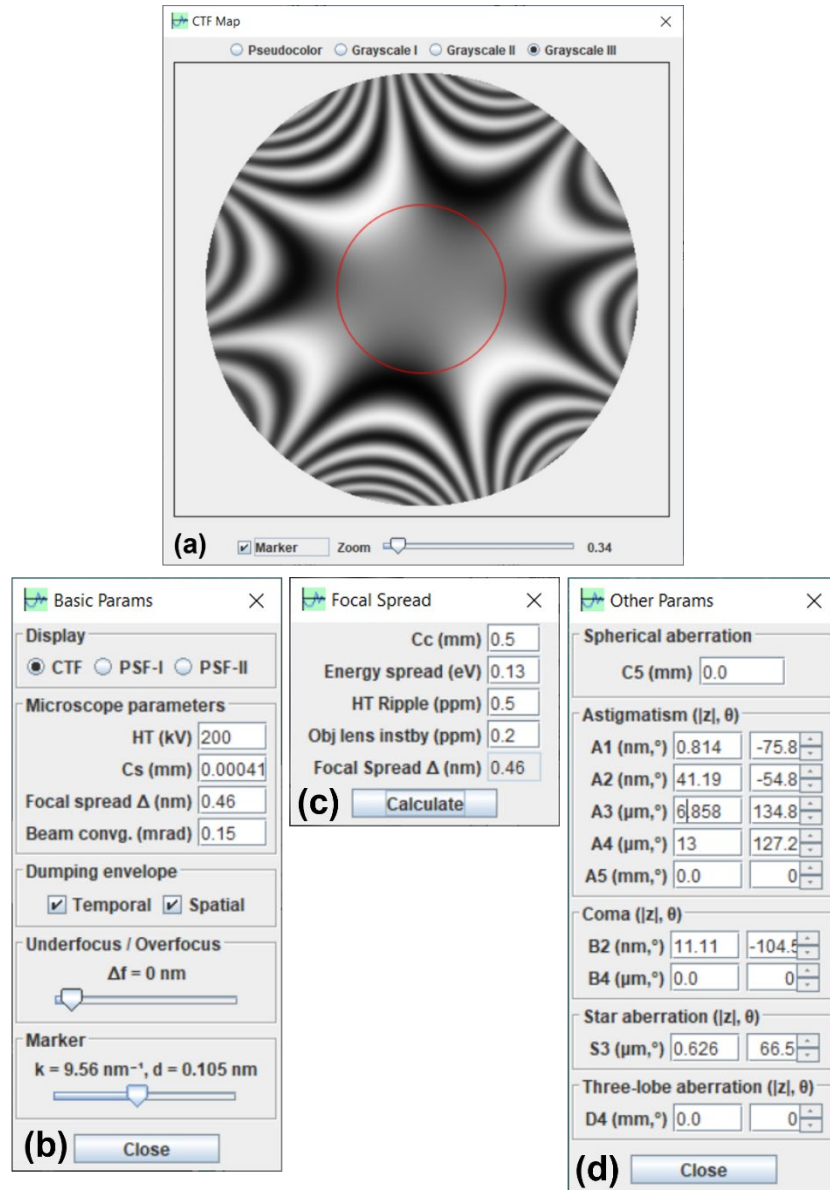 CTF Map
Pseudocolor Grayscale I Grayscale II Grayscale III
(a) Marker Zoom 0.34
Basic Params
Display
CTF PSF-I PSF-II
Microscope parameters
HT (kV) 200
Cs (mm) 0.00041
Focal spread Δ (nm) 0.46
Beam convg. (mrad) 0.15
Dumping envelope
Temporal Spatial
Underfocus / Overfocus
Δf = 0 nm
Marker
k = 9.56 nm⁻¹, d = 0.105 nm
Close
(b)
Focal Spread
Cc (mm) 0.5
Energy spread (eV) 0.13
HT Ripple (ppm) 0.5
Obj lens instby (ppm) 0.2
Focal Spread Δ (nm) 0.46
(c) Calculate
Other Params
Spherical aberration
C5 (mm) 0.0
Astigmatism (|z|, θ)
A1 (nm,°) 0.814 -75.8
A2 (nm,°) 41.19 -54.8
A3 (μm,°) 6.858 134.8
A4 (μm,°) 13 127.2
A5 (mm,°) 0.0 0
Coma (|z|, θ)
B2 (nm,°) 11.11 -104.5
B4 (μm,°) 0.0 0
Star aberration (|z|, θ)
S3 (μm,°) 0.626 66.5
Three-lobe aberration (|z|, θ)
D4 (mm,°) 0.0 0
(d) Close